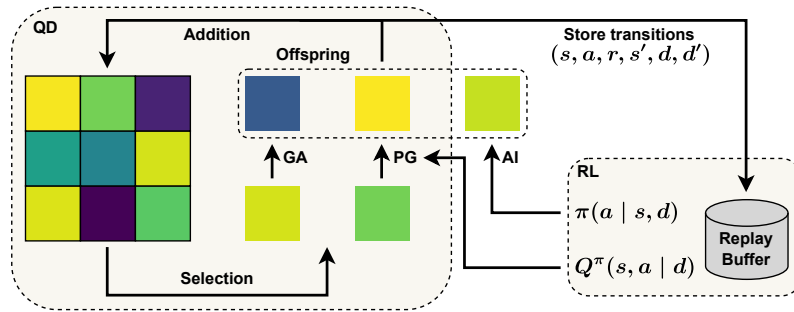 QD
Addition
Offspring
Store transitions
(s, a, r, s′, d, d′)
GA
PG
AI
RL
π(a | s, d)
Q^π(s, a | d)
Replay
Buffer
Selection